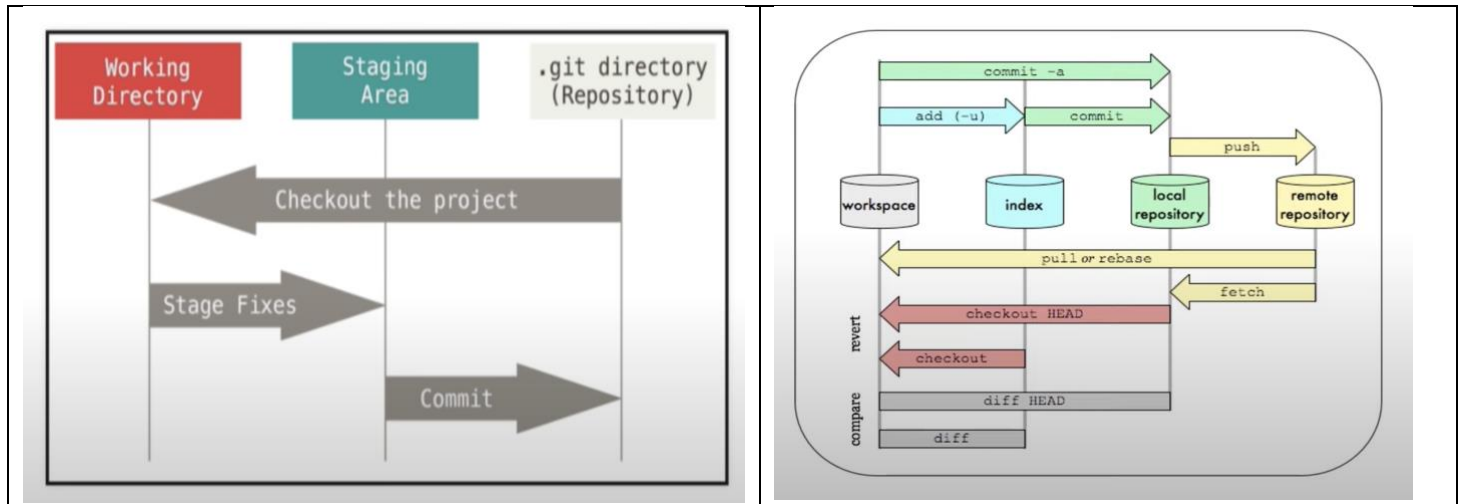 Working
Directory
Staging
Area
.git directory
(Repository)
Checkout the project
Stage Fixes
Commit
commit -a
add (-u)
commit
push
workspace
index
local
repository
remote
repository
pull or rebase
fetch
revert
checkout HEAD
checkout
compare
diff HEAD
diff